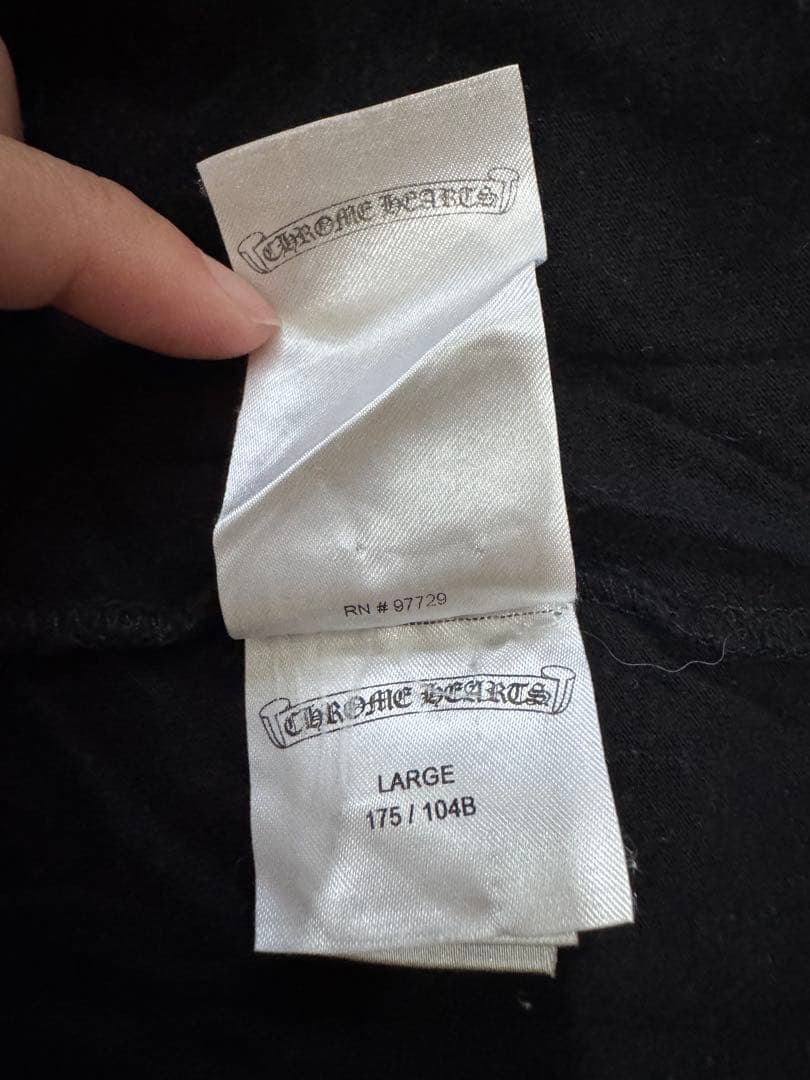 CHROME HEARTS
RN # 97729
CHROME HEARTS
LARGE
175 / 104B